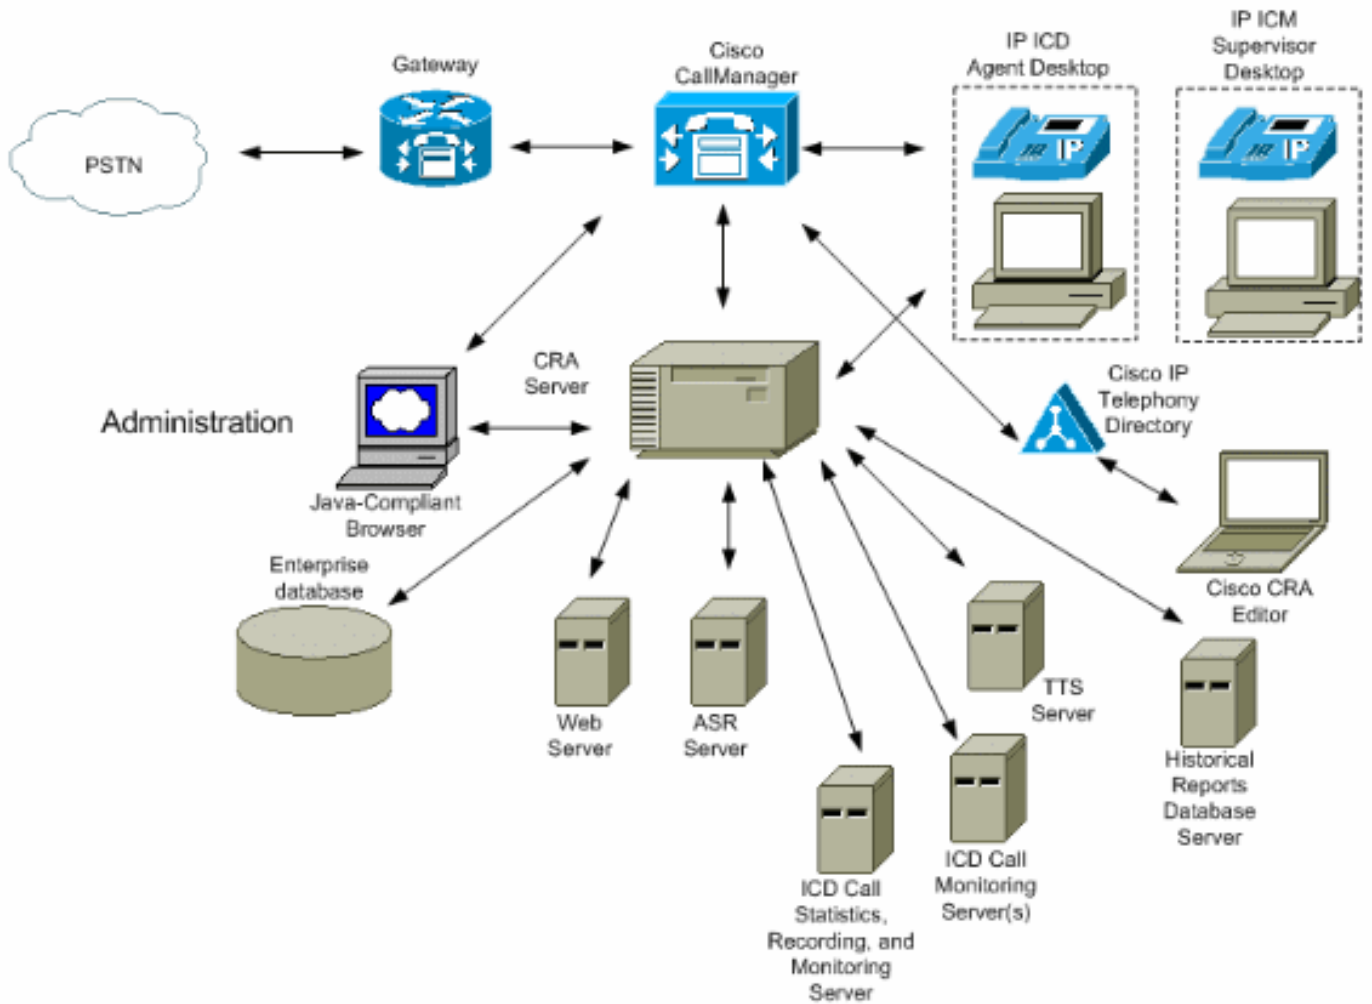 IP ICM
Supervisor
Desktop
IP ICD
Agent Desktop
Cisco
CallManager
Gateway
PSTN
IP
IP
CRA
Server
Cisco IP
Telephony
Directory
Administration
Java-Compliant
Browser
Enterprise
database
Cisco CRA
Editor
TTS
Server
Web
Server
ASR
Server
Historical
Reports
Database
Server
ICD Call
Monitoring
Server(s)
ICD Call
Statistics,
Recording, and
Monitoring
Server